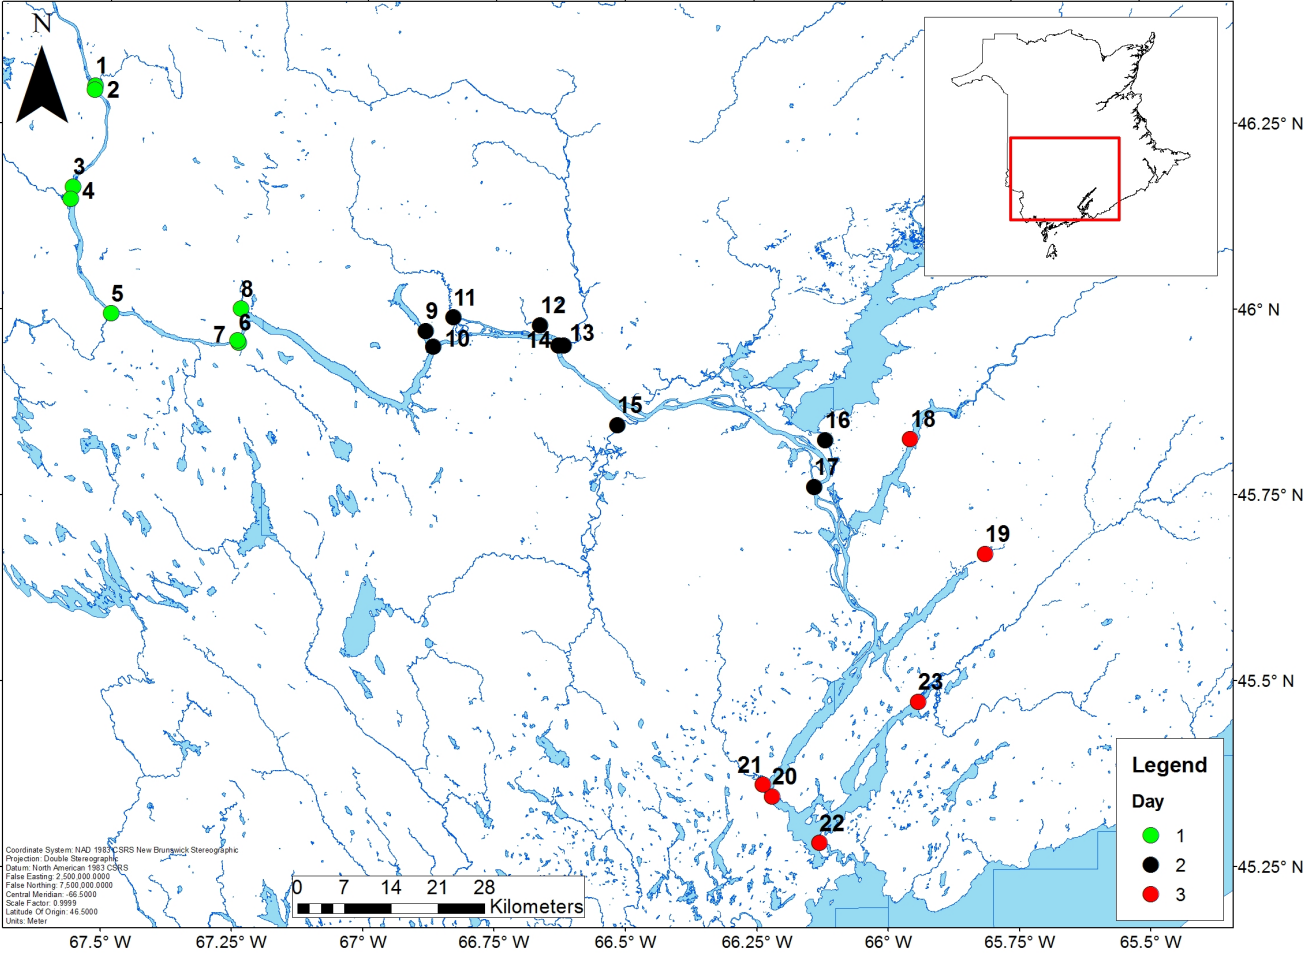 N
1
2
3
4
5
8
6
7
9
11
10
12
14
13
15
16
17
18
19
23
21
20
22
46.25° N
46° N
45.75° N
45.5° N
45.25° N
Legend
Day
1
2
3
Coordinate System: NAD 1983 CSRS New Brunswick Stereographic
Projection: Double Stereographic
Datum: North American 1983 CSRS
False Easting: 2,500,000.0000
False Northing: 7,500,000.0000
Central Meridian: -66.5000
Scale Factor: 0.9999
Latitude Of Origin: 46.5000
Units: Meter
0 7 14 21 28
Kilometers
67.5° W 67.25° W 67° W 66.75° W 66.5° W 66.25° W 66° W 65.75° W 65.5° W